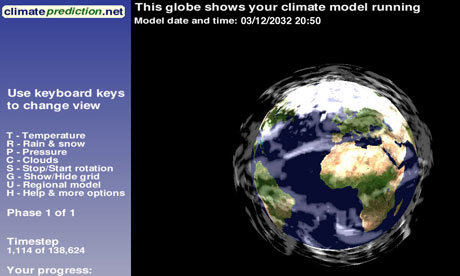 climateprediction.net
This globe shows your climate model running
Model date and time: 03/12/2032 20:50
Use keyboard keys
to change view
T - Temperature
R - Rain & snow
P - Pressure
C - Clouds
S - Stop/Start rotation
G - Show/Hide grid
U - Regional model
H - Help & more options
Phase 1 of 1
Timestep
1,114 of 138,624
Your progress: